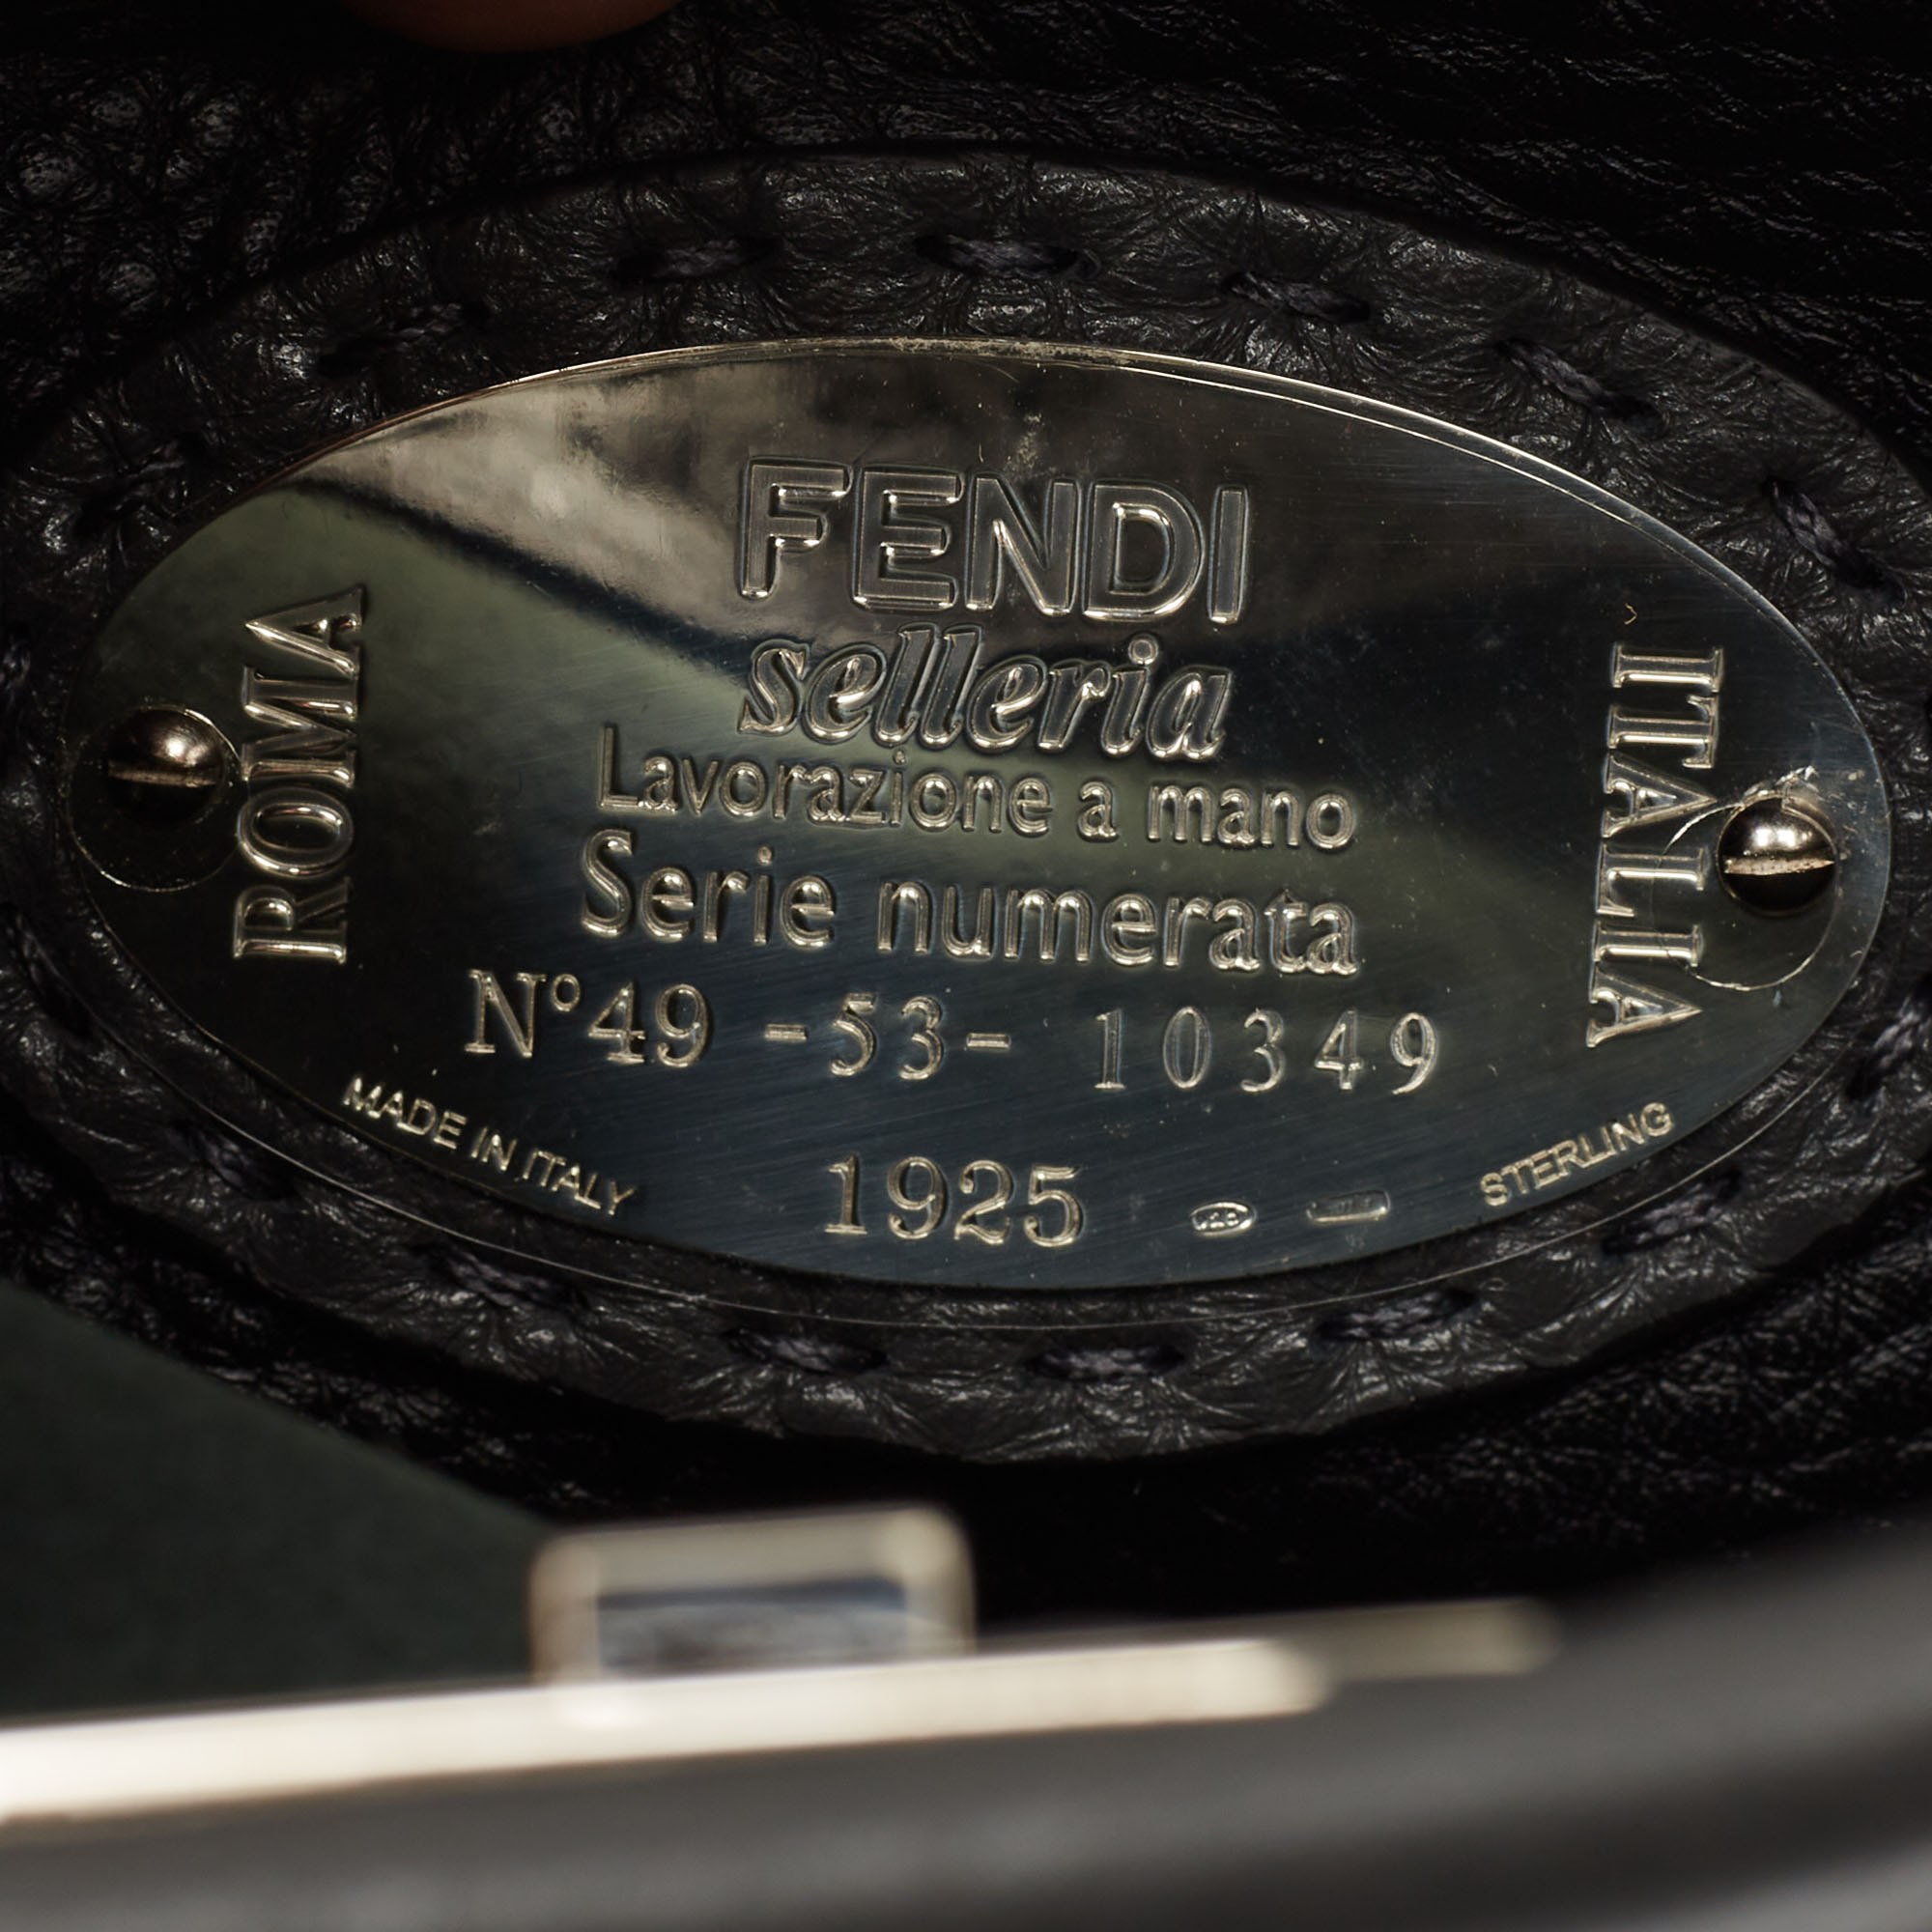 FENDI
selleria
Lavorazione a mano
Serie numerata
N°49 -53- 10349
1925
ROMA
ITALIA
MADE IN ITALY
STERLING